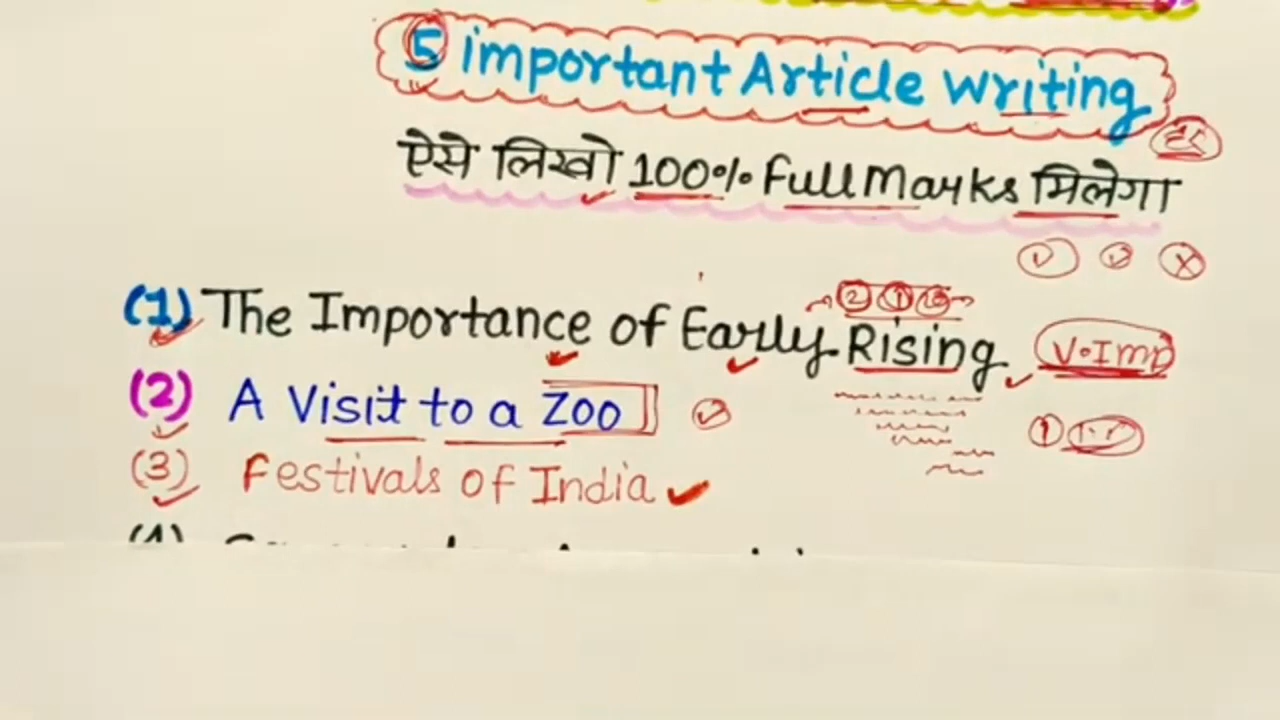 5 Important Article Writing
ऐसे लिखो 100% Full Marks मिलेगा
(1) The Importance of Early Rising V.Imp
(2) A Visit to a Zoo
(3) Festivals of India